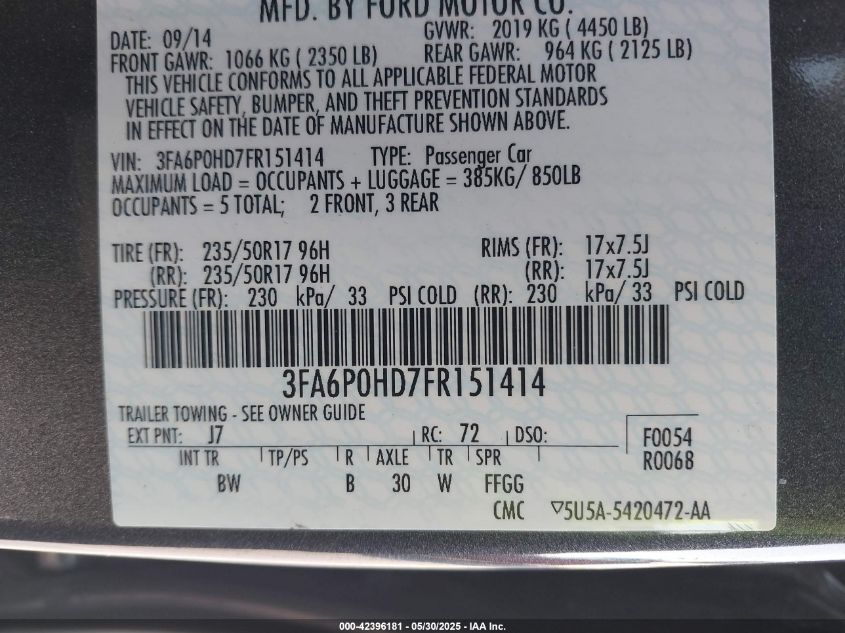 MFD. BY FORD MOTOR CO.
DATE: 09/14 GVWR: 2019 KG ( 4450 LB)
FRONT GAWR: 1066 KG ( 2350 LB) REAR GAWR: 964 KG ( 2125 LB)
THIS VEHICLE CONFORMS TO ALL APPLICABLE FEDERAL MOTOR
VEHICLE SAFETY, BUMPER, AND THEFT PREVENTION STANDARDS
IN EFFECT ON THE DATE OF MANUFACTURE SHOWN ABOVE.
VIN: 3FA6P0HD7FR151414 TYPE: Passenger Car
MAXIMUM LOAD = OCCUPANTS + LUGGAGE = 385KG/ 850LB
OCCUPANTS = 5 TOTAL; 2 FRONT, 3 REAR
TIRE (FR): 235/50R17 96H RIMS (FR): 17x7.5J
(RR): 235/50R17 96H (RR): 17x7.5J
PRESSURE (FR): 230 kPa/ 33 PSI COLD (RR): 230 kPa/ 33 PSI COLD
3FA6P0HD7FR151414
TRAILER TOWING - SEE OWNER GUIDE
EXT PNT: J7 RC: 72 DSO: F0054
INT TR TP/PS R AXLE TR SPR R0068
BW B 30 W FFGG
CMC ▽5U5A-5420472-AA
000-42396181 - 05/30/2025 - IAA Inc.